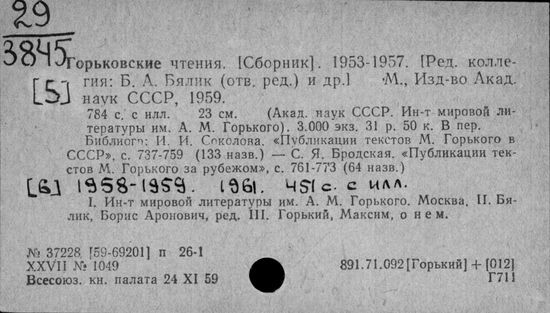 29
3845
Горьковские чтения. [Сборник]. 1953-1957. [Ред. колле-
гия: Б. А. Бялик (отв. ред.) и др.] М., Изд-во Акад.
[5] наук СССР, 1959.
784 с. с илл. 23 см. (Акад. наук СССР. Ин-т мировой ли-
тературы им. А. М. Горького). 3.000 экз. 31 р. 50 к. В пер.
Библиогр: И. И. Соколова. «Публикации текстов М. Горького в
СССР», с. 737-759 (133 назв.) — С. Я. Бродская. «Публикации тек-
стов М. Горького за рубежом», с. 761-773 (64 назв.)
[6] 1958-1959. 1961. 451 с. с илл.
I. Ин-т мировой литературы им. А. М. Горького. Москва. II. Бя-
лик, Борис Аронович, ред. III. Горький, Максим, о нем.
№ 37228 [59-69201] п 26-1
XXVII № 1049
Всесоюз. кн. палата 24 XI 59
891.71.092 [Горький] + [012]
Г711